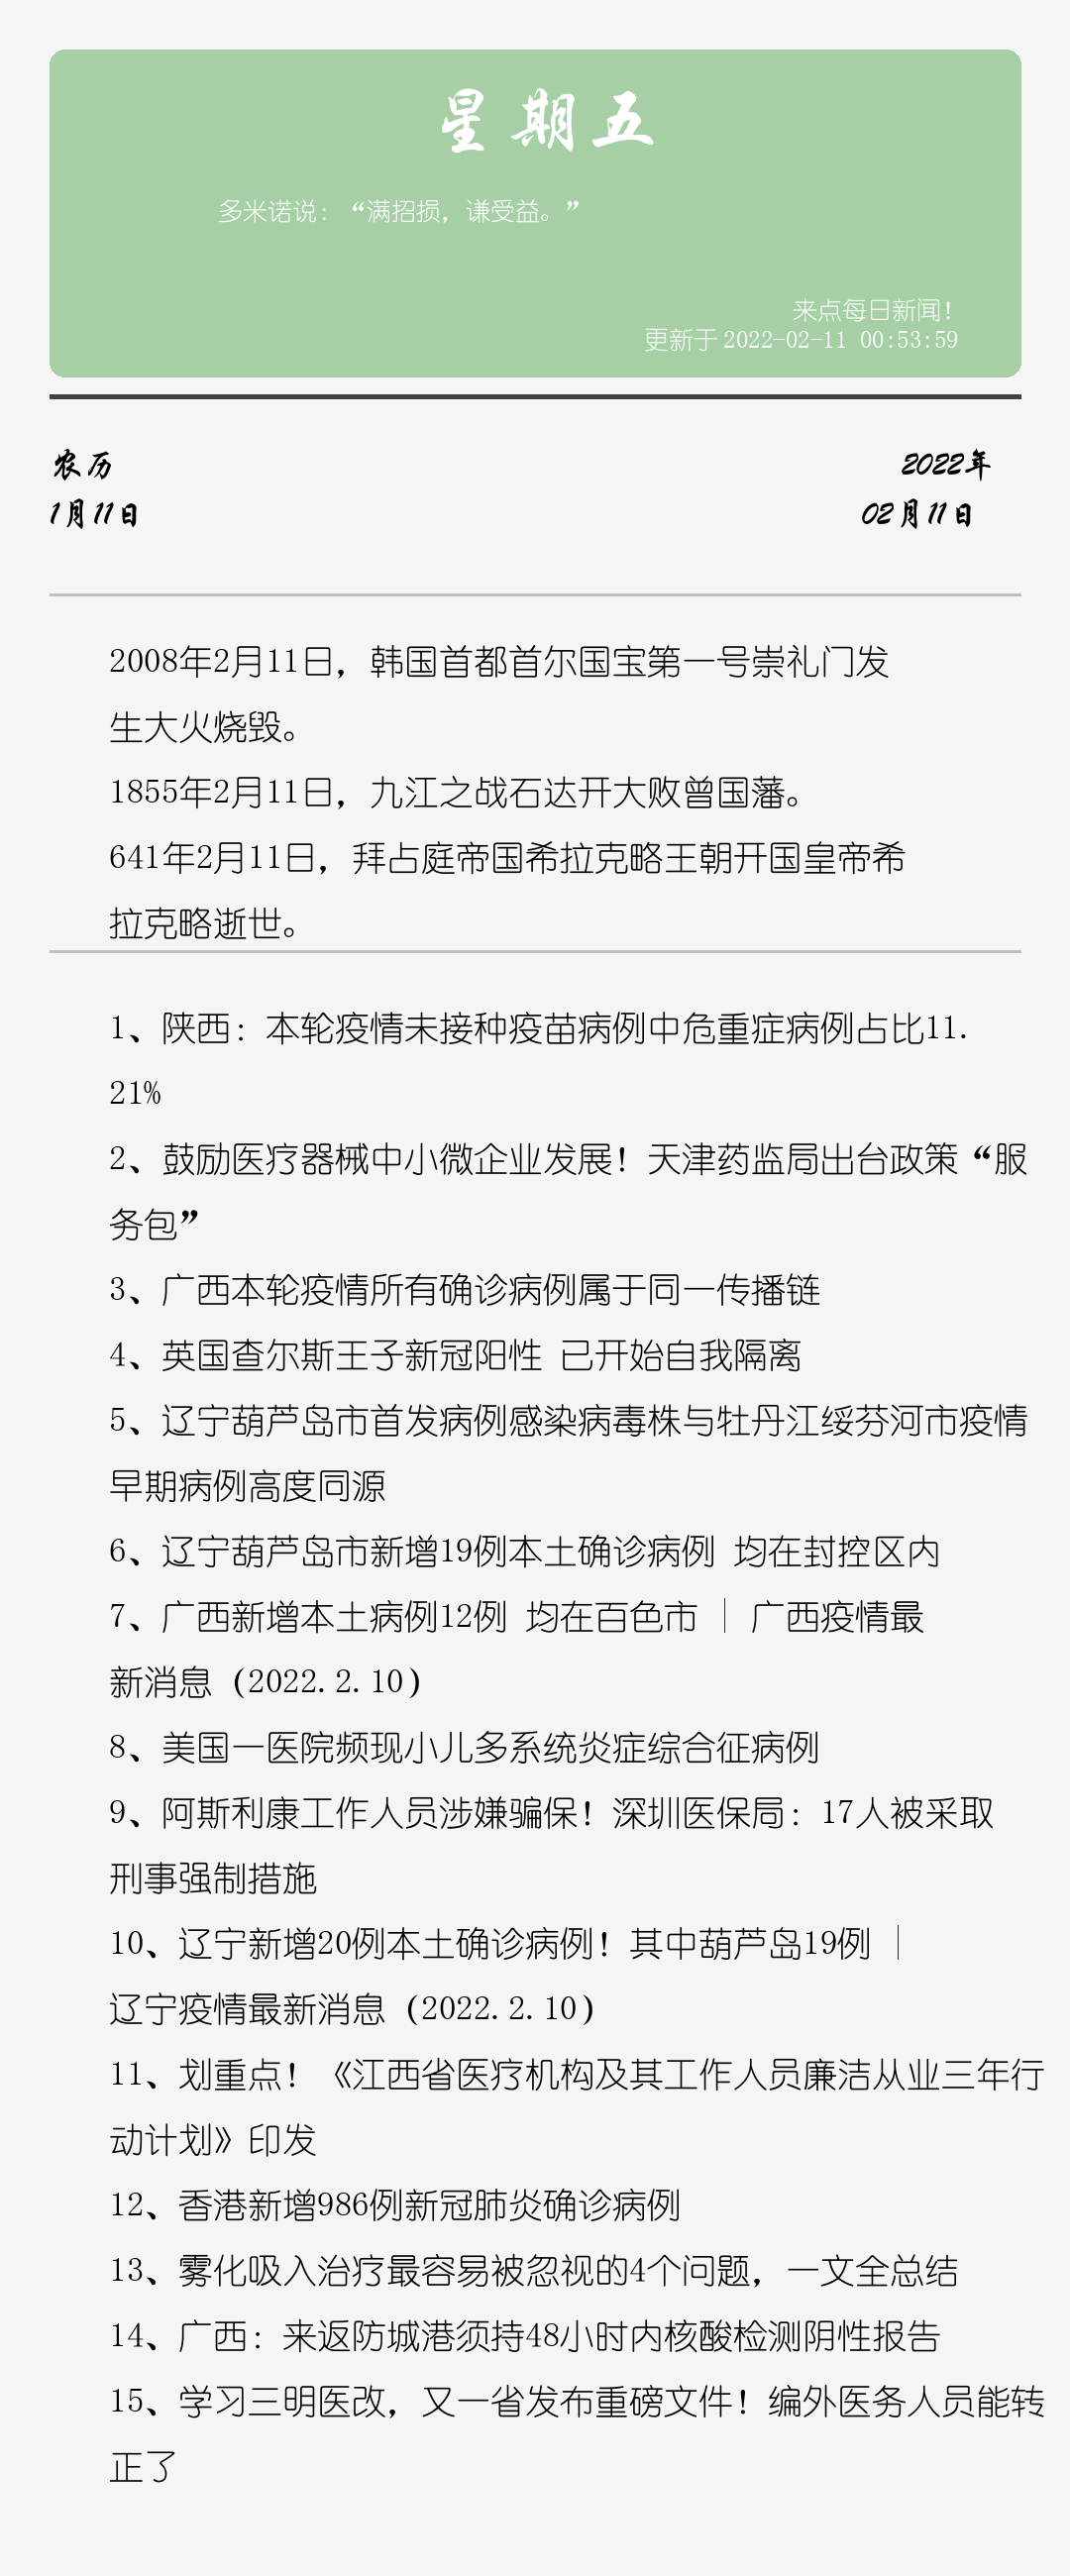 星期五
多米诺说：“满招损，谦受益。”
来点每日新闻！
更新于 2022-02-11 00:53:59
农历
2022年
1月11日
02月11日
2008年2月11日，韩国首都首尔国宝第一号崇礼门发
生大火烧毁。
1855年2月11日，九江之战石达开大败曾国藩。
641年2月11日，拜占庭帝国希拉克略王朝开国皇帝希
拉克略逝世。
1、陕西：本轮疫情未接种疫苗病例中危重症病例占比11.
21%
2、鼓励医疗器械中小微企业发展！天津药监局出台政策“服
务包”
3、广西本轮疫情所有确诊病例属于同一传播链
4、英国查尔斯王子新冠阳性 已开始自我隔离
5、辽宁葫芦岛市首发病例感染病毒株与牡丹江绥芬河市疫情
早期病例高度同源
6、辽宁葫芦岛市新增19例本土确诊病例 均在封控区内
7、广西新增本土病例12例 均在百色市 | 广西疫情最
新消息（2022.2.10）
8、美国一医院频现小儿多系统炎症综合征病例
9、阿斯利康工作人员涉嫌骗保！深圳医保局：17人被采取
刑事强制措施
10、辽宁新增20例本土确诊病例！其中葫芦岛19例 |
辽宁疫情最新消息（2022.2.10）
11、划重点！《江西省医疗机构及其工作人员廉洁从业三年行
动计划》印发
12、香港新增986例新冠肺炎确诊病例
13、雾化吸入治疗最容易被忽视的4个问题，一文全总结
14、广西：来返防城港须持48小时内核酸检测阴性报告
15、学习三明医改，又一省发布重磅文件！编外医务人员能转
正了